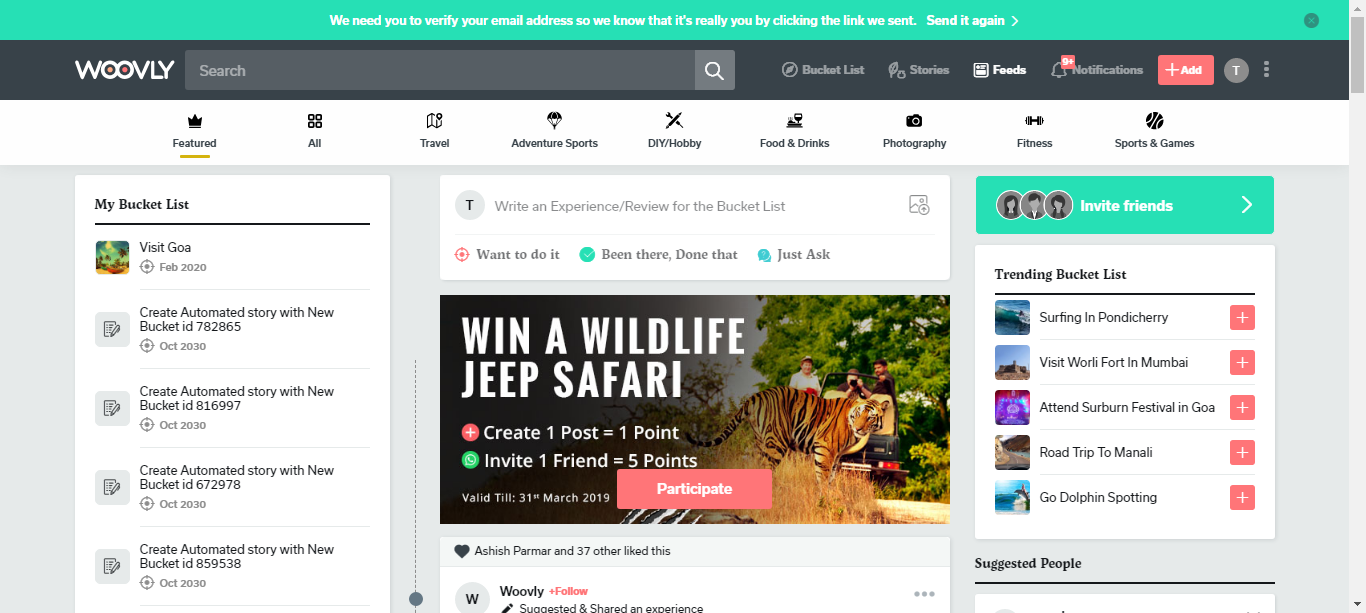 We need you to verify your email address so we know that it's really you by clicking the link we sent. Send it again
WOOVLY
Search
Bucket List
Stories
Feeds
9+
Notifications
Add
T
Featured
All
Travel
Adventure Sports
DIY/Hobby
Food & Drinks
Photography
Fitness
Sports & Games
My Bucket List
Visit Goa
Feb 2020
Create Automated story with New
Bucket id 782865
Oct 2030
Create Automated story with New
Bucket id 816997
Oct 2030
Create Automated story with New
Bucket id 672978
Oct 2030
Create Automated story with New
Bucket id 859538
Oct 2030
T
Write an Experience/Review for the Bucket List
Want to do it
Been there, Done that
Just Ask
WIN A WILDLIFE
JEEP SAFARI
Create 1 Post = 1 Point
Invite 1 Friend = 5 Points
Valid Till: 31st March 2019
Participate
Ashish Parmar and 37 other liked this
W
Woovly +Follow
Suggested & Shared an experience
Invite friends
Trending Bucket List
Surfing In Pondicherry
Visit Worli Fort In Mumbai
Attend Surburn Festival in Goa
Road Trip To Manali
Go Dolphin Spotting
Suggested People